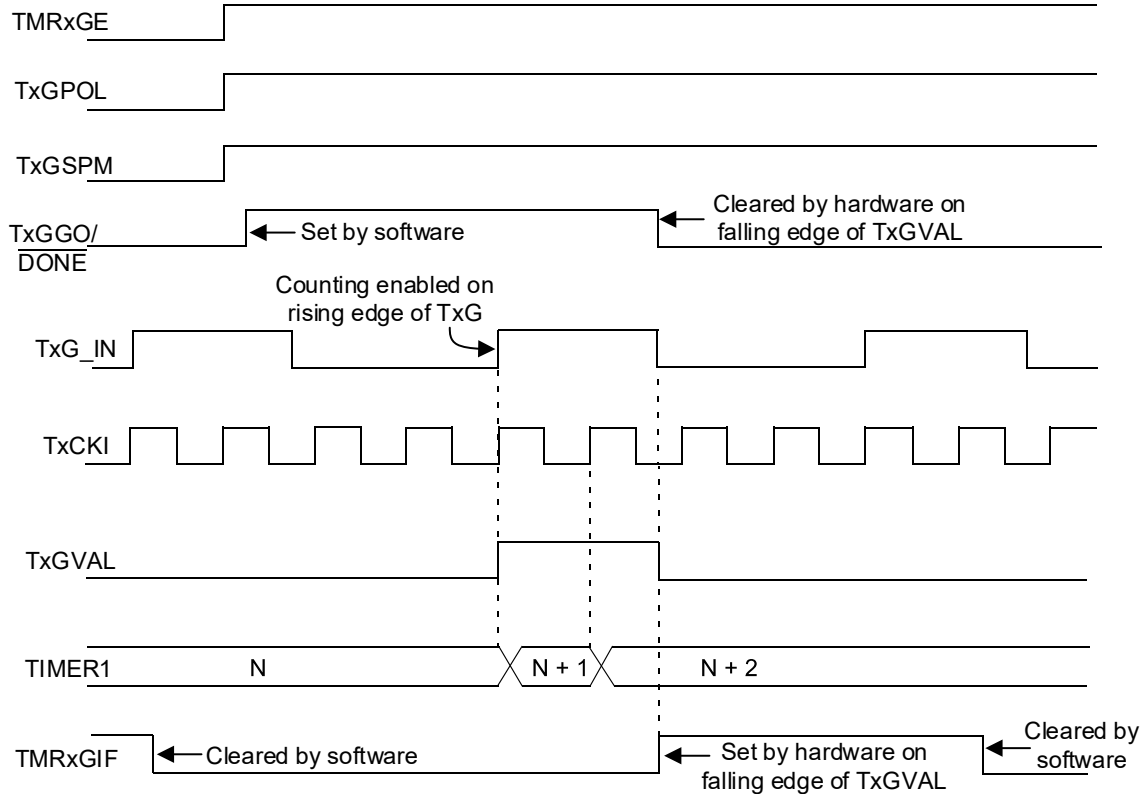 TMRxGE
TxGPOL
TxGSPM
TxGGO/
DONE
Set by software
Cleared by hardware on
falling edge of TxGVAL
Counting enabled on
rising edge of TxG
TxG_IN
TxCKI
TxGVAL
TIMER1
N
N + 1
N + 2
TMRxGIF
Cleared by software
Set by hardware on
falling edge of TxGVAL
Cleared by
software